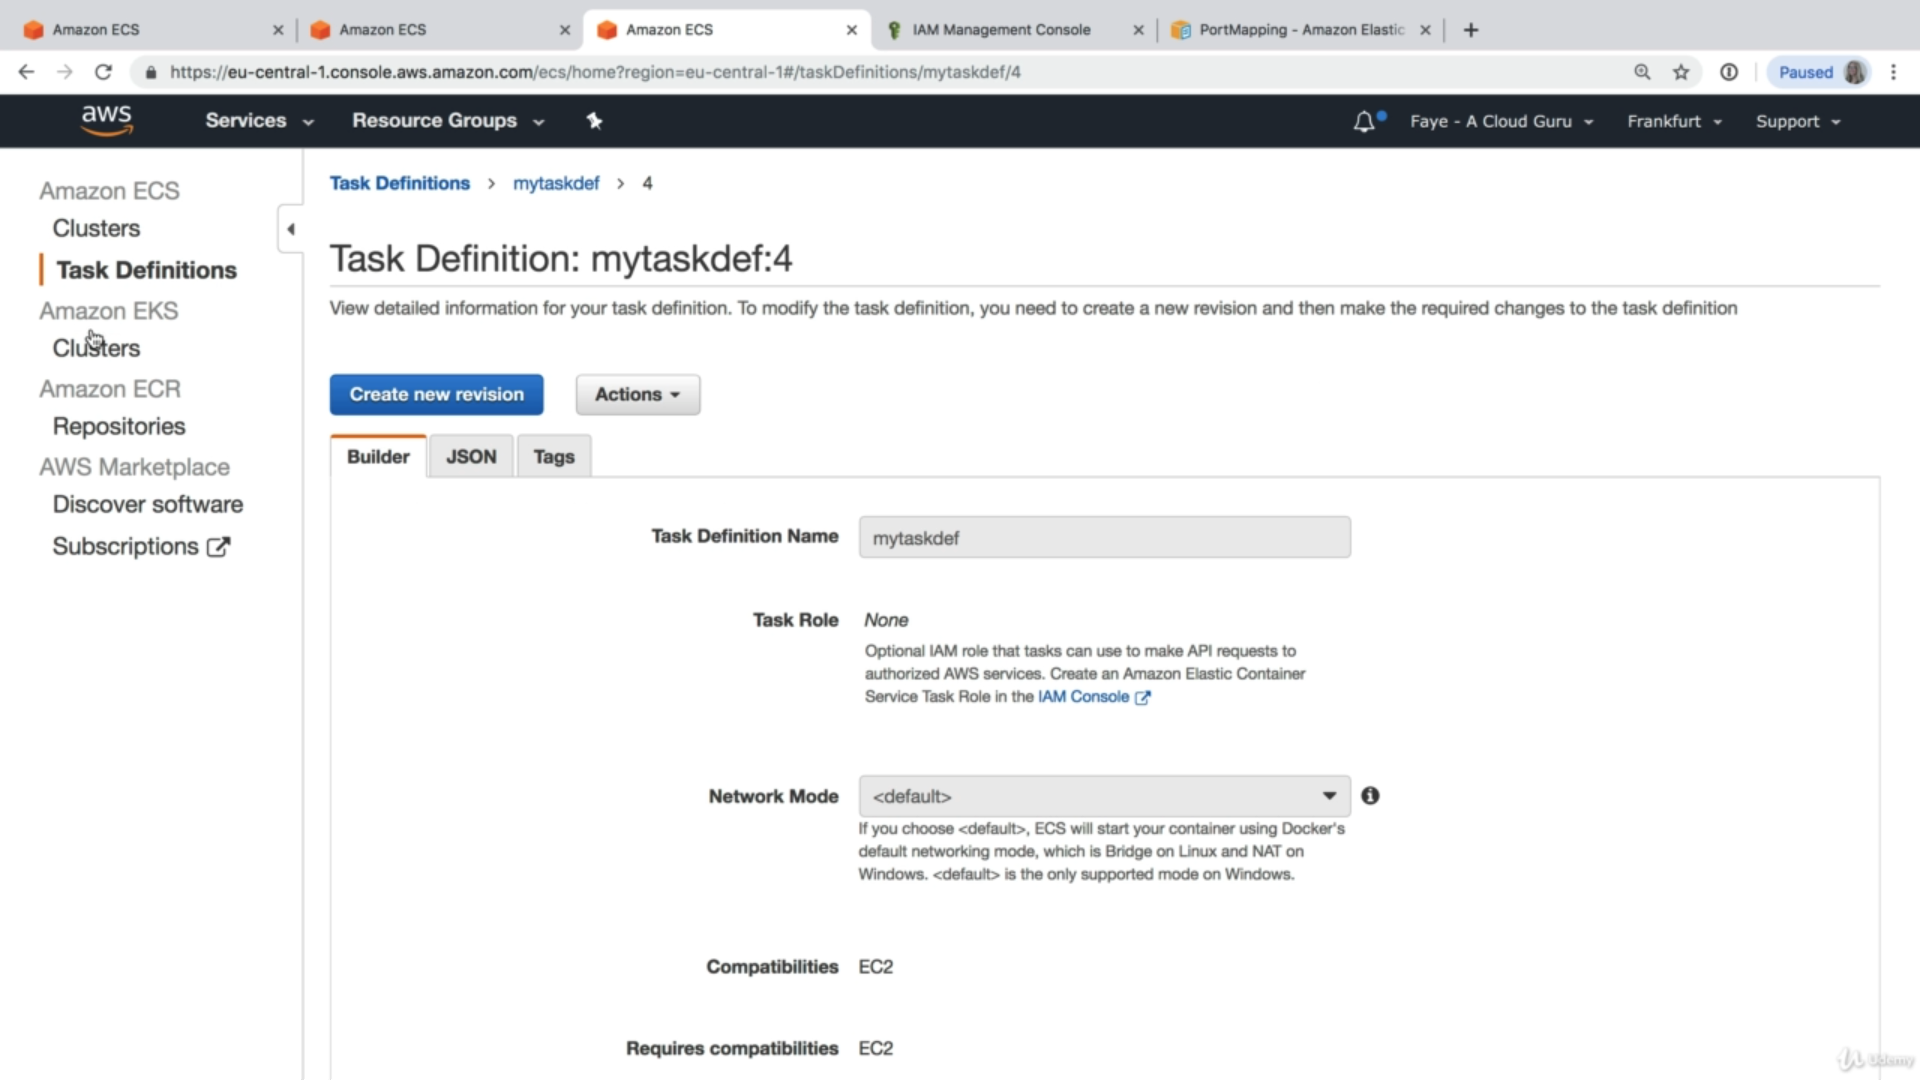 Amazon ECS
Amazon ECS
Amazon ECS
IAM Management Console
PortMapping - Amazon Elastic
https://eu-central-1.console.aws.amazon.com/ecs/home?region=eu-central-1#/taskDefinitions/mytaskdef/4
Paused
aws
Services
Resource Groups
Faye - A Cloud Guru
Frankfurt
Support
Amazon ECS
Clusters
Task Definitions
Amazon EKS
Clusters
Amazon ECR
Repositories
AWS Marketplace
Discover software
Subscriptions
Task Definitions > mytaskdef > 4
Task Definition: mytaskdef:4
View detailed information for your task definition. To modify the task definition, you need to create a new revision and then make the required changes to the task definition
Create new revision
Actions
Builder
JSON
Tags
Task Definition Name
mytaskdef
Task Role
None
Optional IAM role that tasks can use to make API requests to
authorized AWS services. Create an Amazon Elastic Container
Service Task Role in the IAM Console
Network Mode
<default>
If you choose <default>, ECS will start your container using Docker's
default networking mode, which is Bridge on Linux and NAT on
Windows. <default> is the only supported mode on Windows.
Compatibilities
EC2
Requires compatibilities
EC2
Udemy